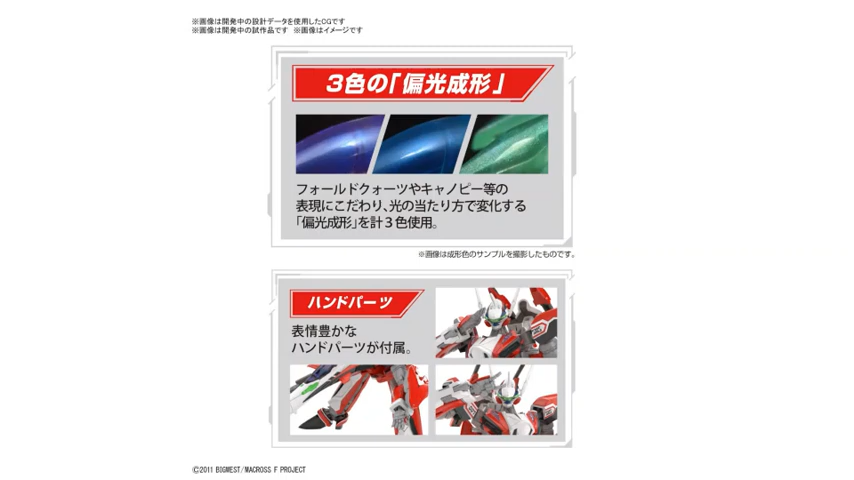 ※画像は開発中の設計データを使用したCGです
※画像は開発中の試作品です ※画像はイメージです
3色の「偏光成形」
フォールドクォーツやキャノピー等の
表現にこだわり、光の当たり方で変化する
「偏光成形」を計3色使用。
※画像は成形色のサンプルを撮影したものです。
ハンドパーツ
表情豊かな
ハンドパーツが付属。
©2011 BIGWEST/MACROSS F PROJECT